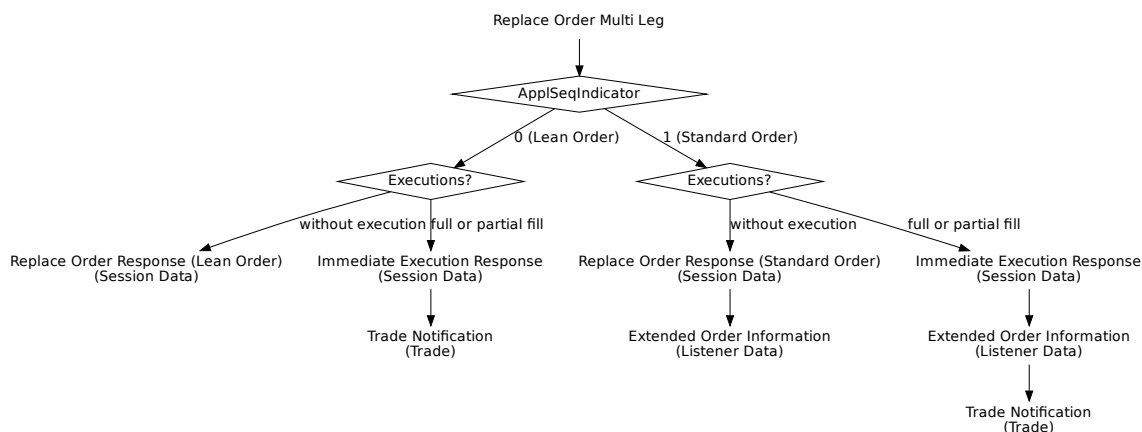 Replace Order Multi Leg
ApplSeqIndicator
0 (Lean Order)
1 (Standard Order)
Executions?
Executions?
without execution
full or partial fill
without execution
full or partial fill
Replace Order Response (Lean Order)
(Session Data)
Immediate Execution Response
(Session Data)
Replace Order Response (Standard Order)
(Session Data)
Immediate Execution Response
(Session Data)
Trade Notification
(Trade)
Extended Order Information
(Listener Data)
Extended Order Information
(Listener Data)
Trade Notification
(Trade)